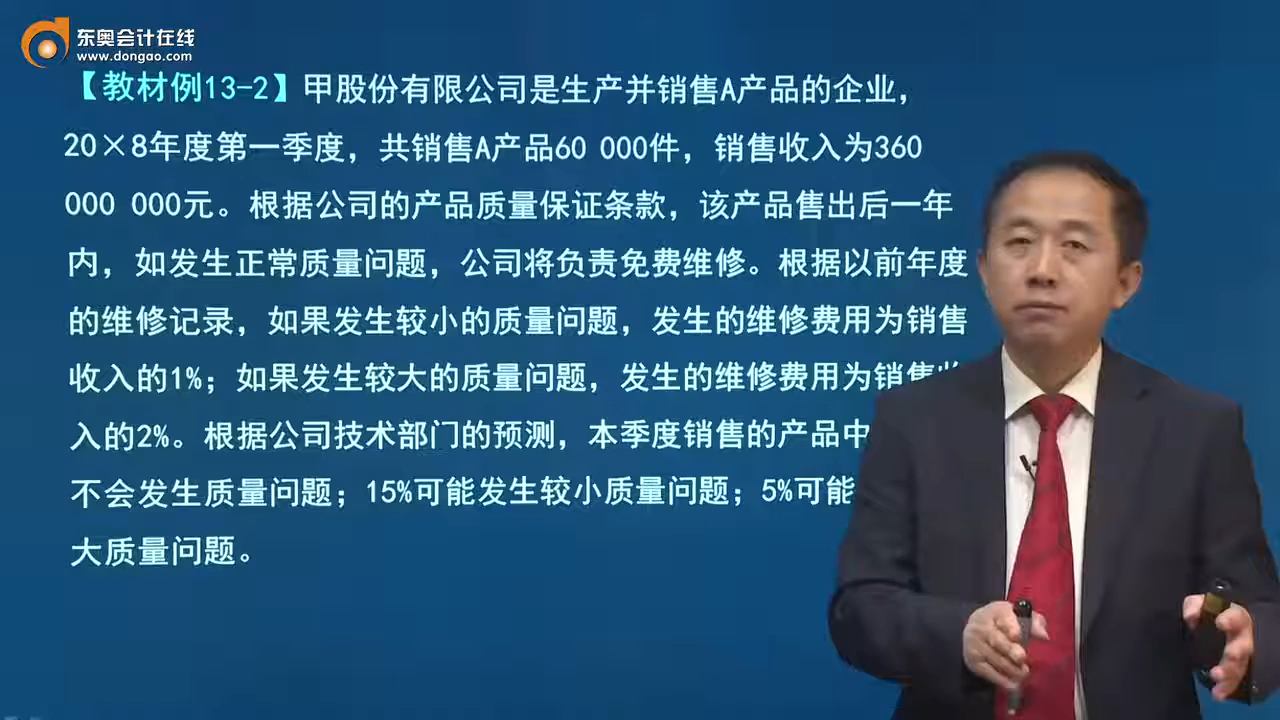 东奥会计在线
www.dongao.com
【教材例13-2】甲股份有限公司是生产并销售A产品的企业，
20×8年度第一季度，共销售A产品60 000件，销售收入为360
000 000元。根据公司的产品质量保证条款，该产品售出后一年
内，如发生正常质量问题，公司将负责免费维修。根据以前年度
的维修记录，如果发生较小的质量问题，发生的维修费用为销售
收入的1%；如果发生较大的质量问题，发生的维修费用为销售
入的2%。根据公司技术部门的预测，本季度销售的产品中
不会发生质量问题；15%可能发生较小质量问题；5%可能
大质量问题。